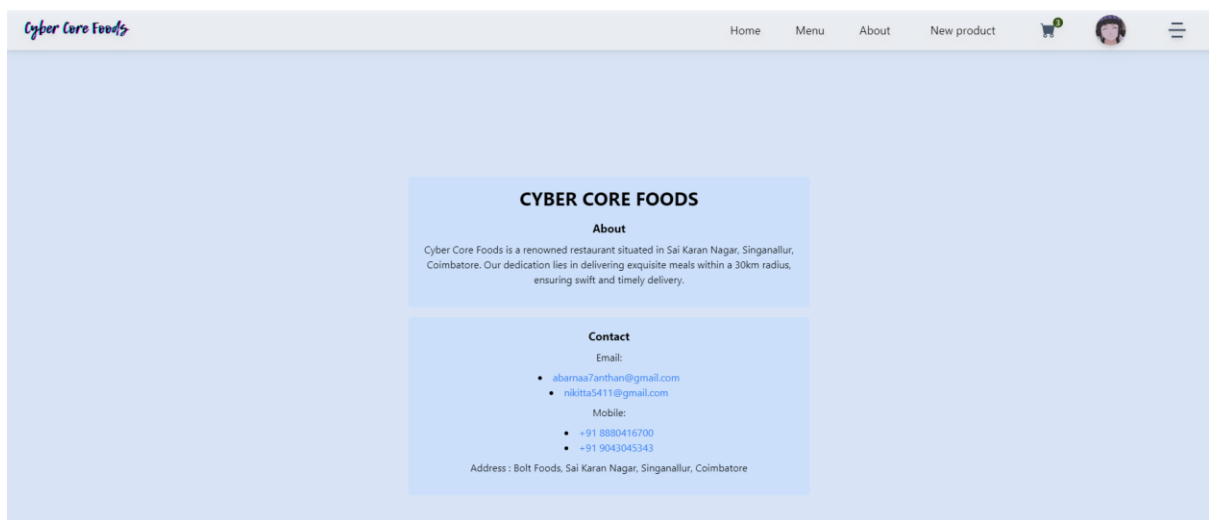 Cyber Core Foods
Home Menu About New product 3
CYBER CORE FOODS
About
Cyber Core Foods is a renowned restaurant situated in Sai Karan Nagar, Singanallur,
Coimbatore. Our dedication lies in delivering exquisite meals within a 30km radius,
ensuring swift and timely delivery.
Contact
Email:
• abarnaa7anthan@gmail.com
• nikitta5411@gmail.com
Mobile:
• +91 8880416700
• +91 9043045343
Address : Bolt Foods, Sai Karan Nagar, Singanallur, Coimbatore